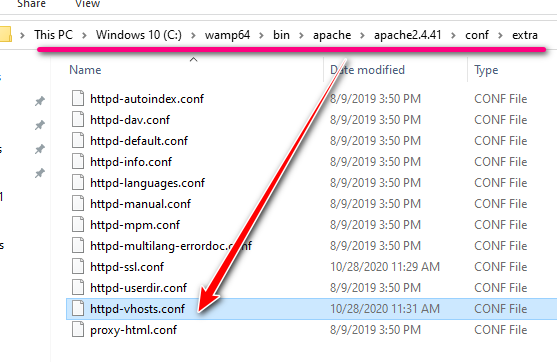 Share View
This PC > Windows 10 (C:) > wamp64 > bin > apache > apache2.4.41 > conf > extra
Name Date modified Type
httpd-autoindex.conf 8/9/2019 3:50 PM CONF File
httpd-dav.conf 8/9/2019 3:50 PM CONF File
httpd-default.conf 8/9/2019 3:50 PM CONF File
httpd-info.conf 8/9/2019 3:50 PM CONF File
httpd-languages.conf 8/9/2019 3:50 PM CONF File
httpd-manual.conf 8/9/2019 3:50 PM CONF File
httpd-mpm.conf 8/9/2019 3:50 PM CONF File
httpd-multilang-errordoc.conf 8/9/2019 3:50 PM CONF File
httpd-ssl.conf 10/28/2020 11:29 AM CONF File
httpd-userdir.conf 8/9/2019 3:50 PM CONF File
httpd-vhosts.conf 10/28/2020 11:31 AM CONF File
proxy-html.conf 8/9/2019 3:50 PM CONF File